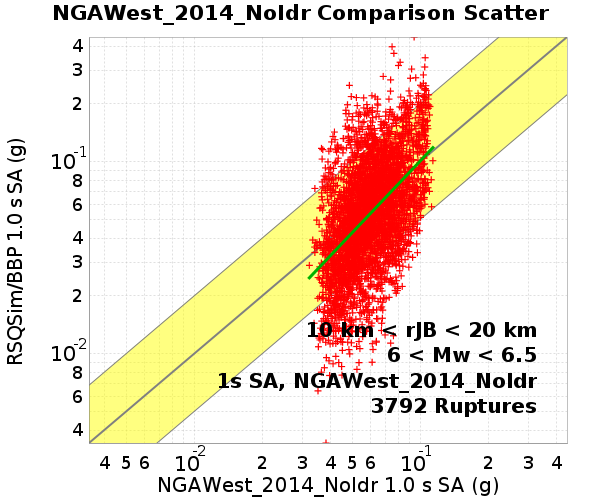 NGAWest_2014_NoIdr Comparison Scatter
RSQSim/BBP 1.0 s SA (g)
4
3
2
10-1
8
6
4
3
2
10-2
8
6
4
10 km < rJB < 20 km
6 < Mw < 6.5
1s SA, NGAWest_2014_NoIdr
3792 Ruptures
4 5 6 10-2 2 3 4 5 6 10-1 2 3 4
NGAWest_2014_NoIdr 1.0 s SA (g)